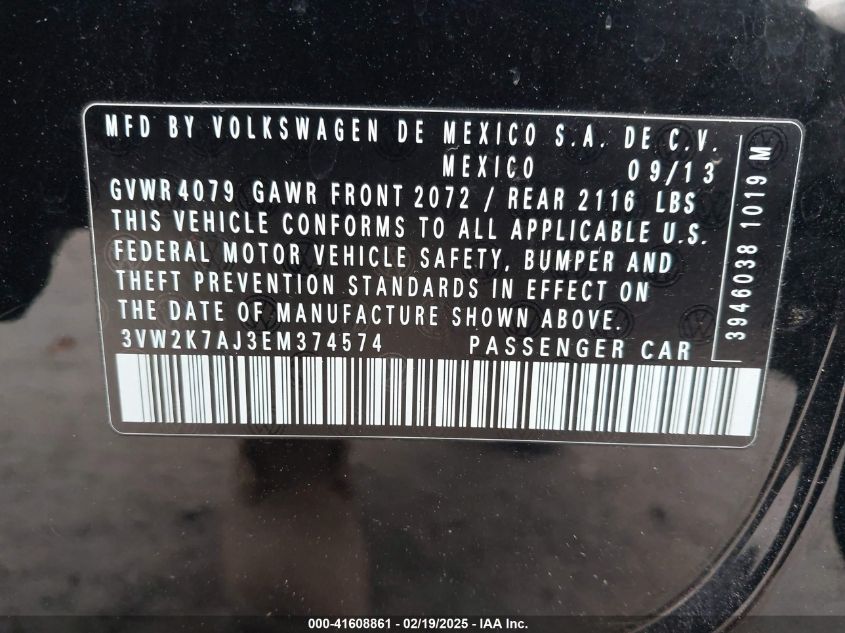 MFD BY VOLKSWAGEN DE MEXICO S.A. DE C.V.
MEXICO 09/13
GVWR 4079 GAWR FRONT 2072 / REAR 2116 LBS
THIS VEHICLE CONFORMS TO ALL APPLICABLE U.S.
FEDERAL MOTOR VEHICLE SAFETY, BUMPER AND
THEFT PREVENTION STANDARDS IN EFFECT ON
THE DATE OF MANUFACTURE SHOWN ABOVE.
3VW2K7AJ3EM374574 PASSENGER CAR
3946038 1019 M
000-41608861 - 02/19/2025 - IAA Inc.